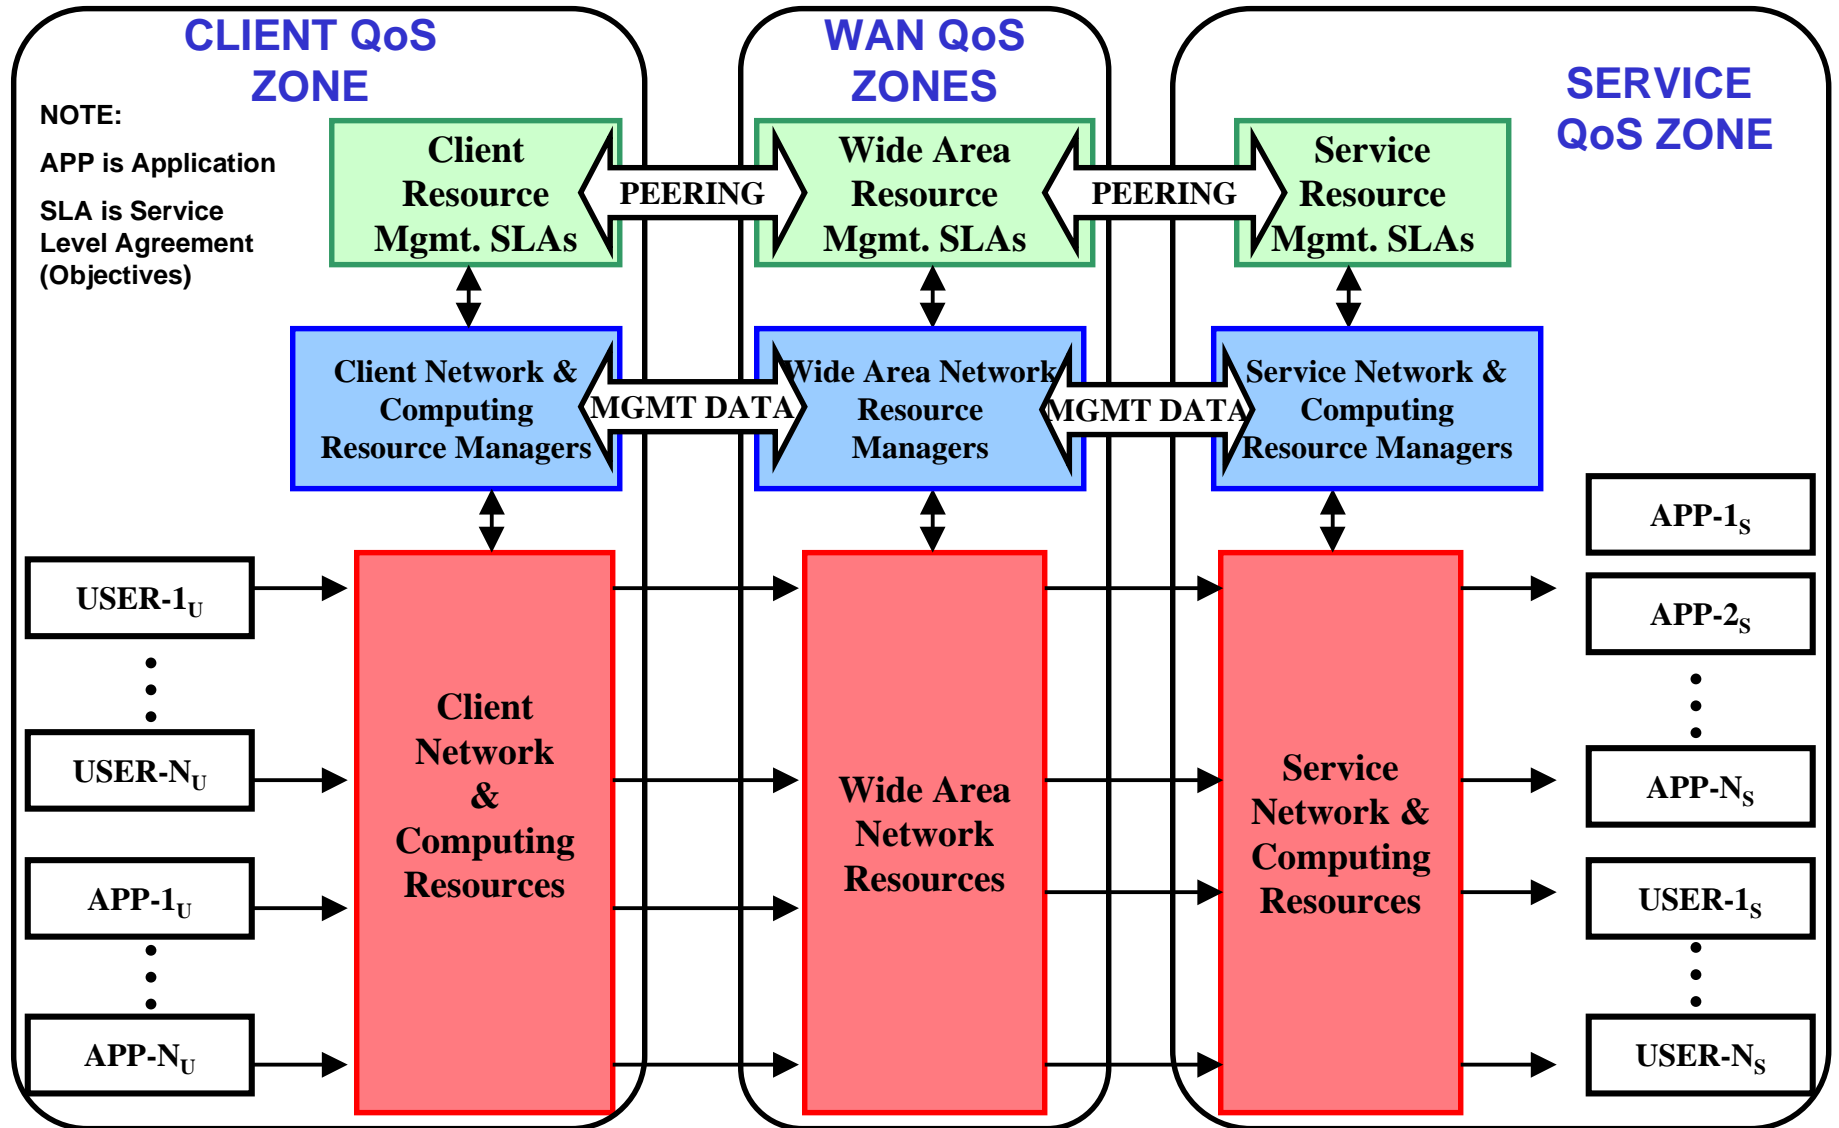 CLIENT QoS
ZONE
WAN QoS
ZONES
SERVICE
QoS ZONE
NOTE:
APP is Application
SLA is Service
Level Agreement
(Objectives)
Client
Resource
Mgmt. SLAs
PEERING
Wide Area
Resource
Mgmt. SLAs
PEERING
Service
Resource
Mgmt. SLAs
Client Network &
Computing
Resource Managers
MGMT DATA
Wide Area Network
Resource
Managers
MGMT DATA
Service Network &
Computing
Resource Managers
USER-1U
USER-NU
APP-1U
APP-NU
Client
Network
&
Computing
Resources
Wide Area
Network
Resources
Service
Network &
Computing
Resources
APP-1S
APP-2S
APP-NS
USER-1S
USER-NS